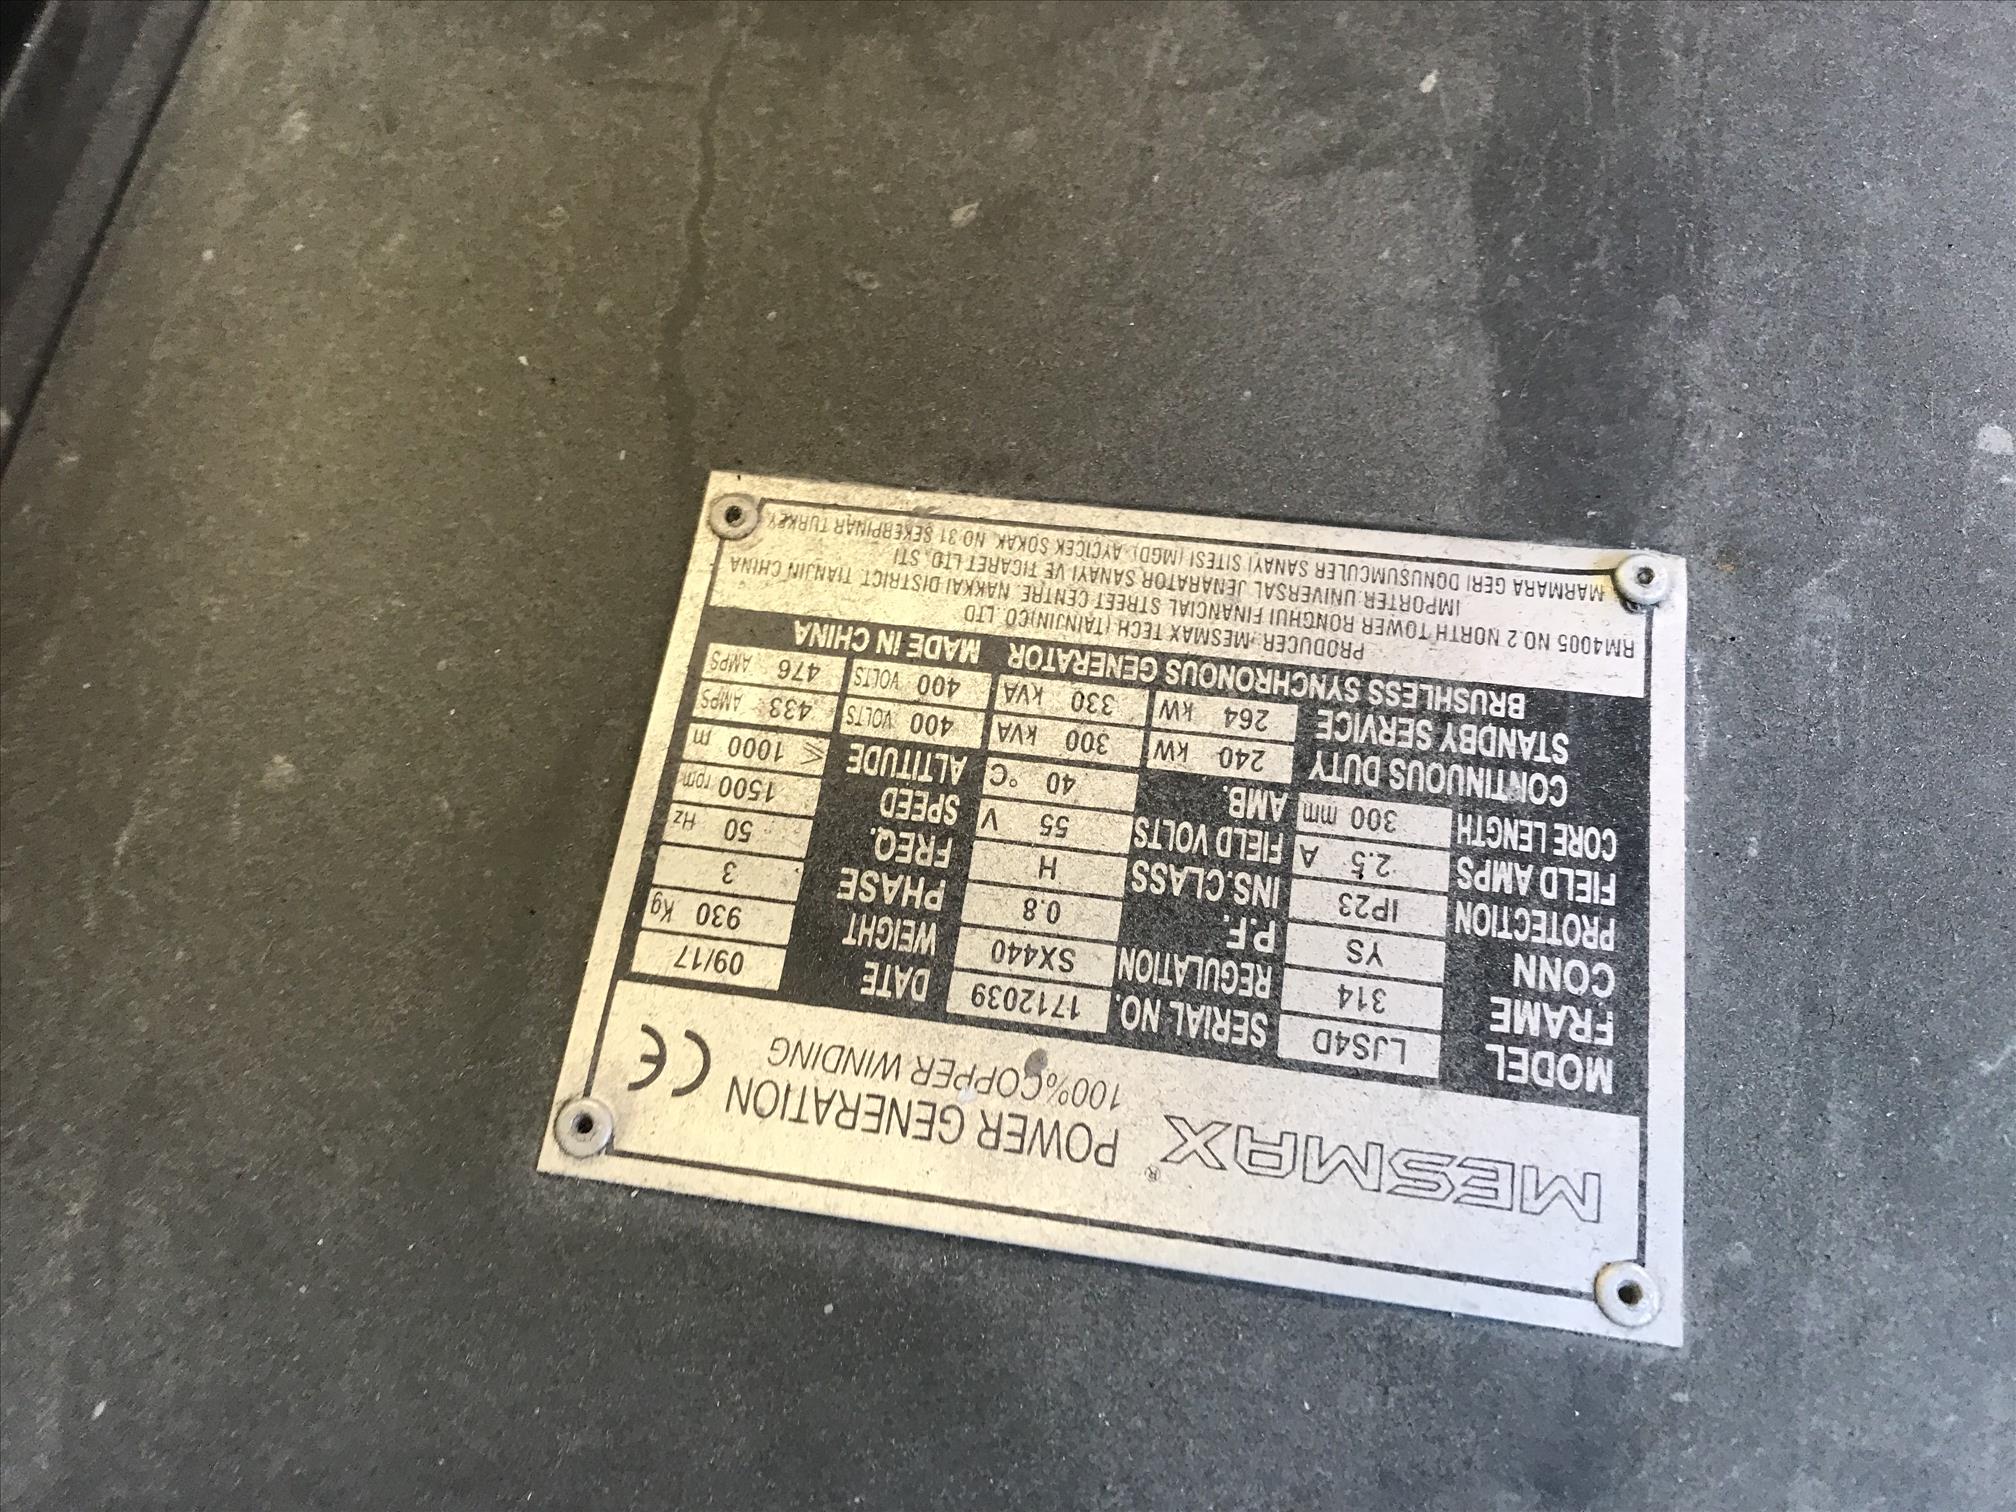 MESMAX® POWER GENERATION CE
100%COPPER WINDING
MODEL LJS4D SERIAL NO. 1712039 DATE 09/17
FRAME 314 REGULATION SX440 WEIGHT 930 Kg
CONN YS P.F. 0.8 PHASE 3
PROTECTION IP23 INS.CLASS H FREQ. 50 Hz
FIELD AMPS 2.5 A FIELD VOLTS 55 V SPEED 1500 rpm
CORE LENGTH 300 mm AMB. 40 °C ALTITUDE ≤ 1000 m
CONTINUOUS DUTY 240 kW 300 kVA 400 VOLTS 433 AMPS
STANDBY SERVICE 264 kW 330 kVA 400 VOLTS 476 AMPS
BRUSHLESS SYNCHRONOUS GENERATOR MADE IN CHINA
PRODUCER :MESMAX TECH (TAINJIN)CO.,LTD
RM4005 NO.2 NORTH TOWER RONGHUI FINANCIAL STREET CENTRE, NAKKAI DISTRICT, TIANJIN CHINA
IMPORTER UNIVERSAL JENARATOR SANAYI VE TICARET LTD. STI
MARMARA GERI DONUSUMCULER SANAYI SITESI (MGD), AYCICEK SOKAK, NO.31 SEKERPINAR TURKEY